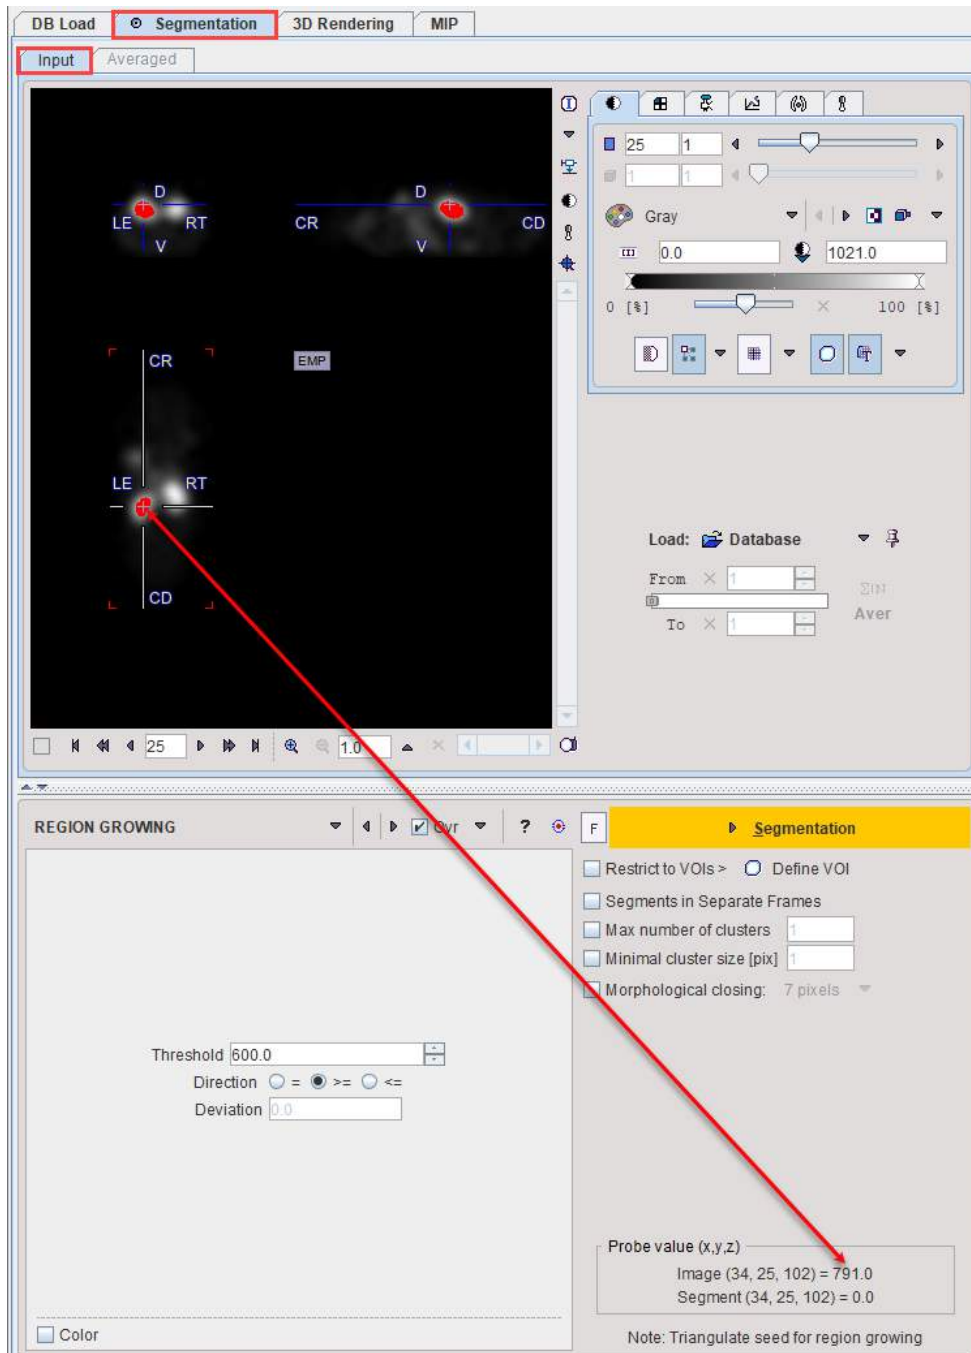 DB Load Segmentation 3D Rendering MIP
Input Averaged
D
LE RT
V
D
CR CD
V
25 1
1 1
Gray
0.0 1021.0
0 [%] 100 [%]
CR
LE RT
CD
EMP
Load: Database
From 1
Aver
To 1
25 1.0
REGION GROWING ? F Segmentation
Restrict to VOIs > Define VOI
Segments in Separate Frames
Max number of clusters 1
Minimal cluster size [pix] 1
Morphological closing: 7 pixels
Threshold 600.0
Direction = >= <=
Deviation 0.0
Probe value (x,y,z)
Image (34, 25, 102) = 791.0
Segment (34, 25, 102) = 0.0
Color
Note: Triangulate seed for region growing